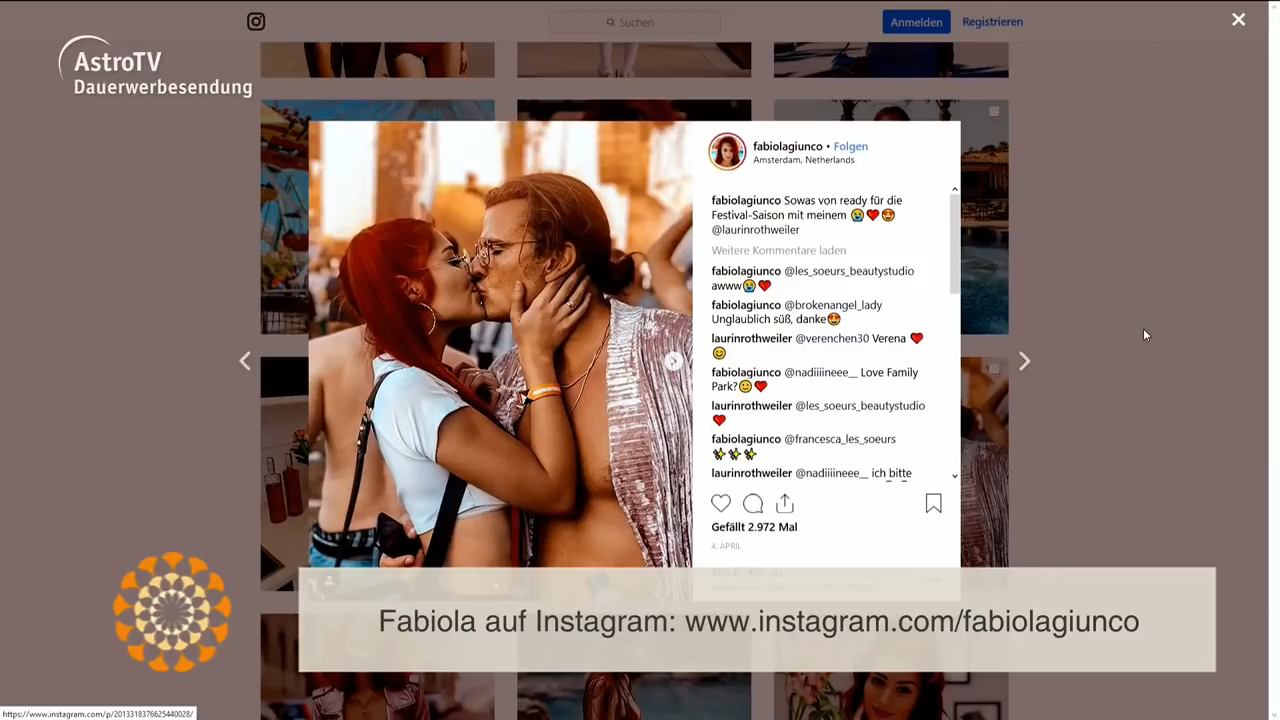 Suchen
Anmelden
Registrieren
AstroTV
Dauerwerbesendung
fabiolagiunco • Folgen
Amsterdam, Netherlands
fabiolagiunco Sowas von ready für die
Festival-Saison mit meinem 😭❤️😍
@laurinrothweiler
Weitere Kommentare laden
fabiolagiunco @les_soeurs_beautystudio
awww😭❤️
fabiolagiunco @brokenangel_lady
Unglaublich süß, danke😍
laurinrothweiler @verenchen30 Verena ❤️
😊
fabiolagiunco @nadiiiineee__ Love Family
Park?🙂❤️
laurinrothweiler @les_soeurs_beautystudio
❤️
fabiolagiunco @francesca_les_soeurs
✨✨✨
laurinrothweiler @nadiiiineee__ ich bitte
Gefällt 2.972 Mal
4. APRIL
Fabiola auf Instagram: www.instagram.com/fabiolagiunco
https://www.instagram.com/p/2013318376625440028/